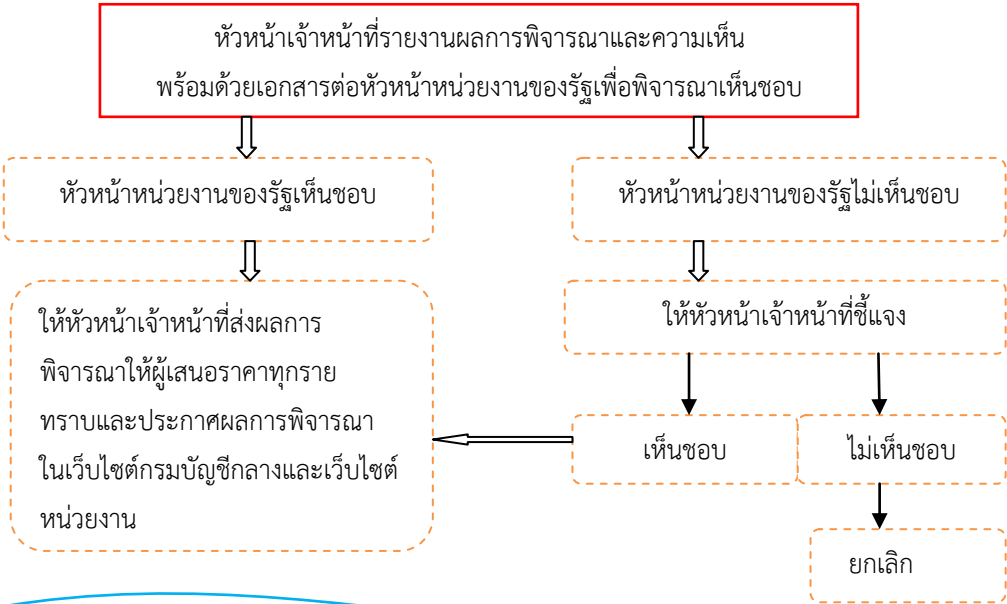 หัวหน้าเจ้าหน้าที่รายงานผลการพิจารณาและความเห็น
พร้อมด้วยเอกสารต่อหัวหน้าหน่วยงานของรัฐเพื่อพิจารณาเห็นชอบ
หัวหน้าหน่วยงานของรัฐเห็นชอบ
หัวหน้าหน่วยงานของรัฐไม่เห็นชอบ
ให้หัวหน้าเจ้าหน้าที่ส่งผลการ
พิจารณาให้ผู้เสนอราคาทุกราย
ทราบและประกาศผลการพิจารณา
ในเว็บไซต์กรมบัญชีกลางและเว็บไซต์
หน่วยงาน
ให้หัวหน้าเจ้าหน้าที่ชี้แจง
เห็นชอบ
ไม่เห็นชอบ
ยกเลิก